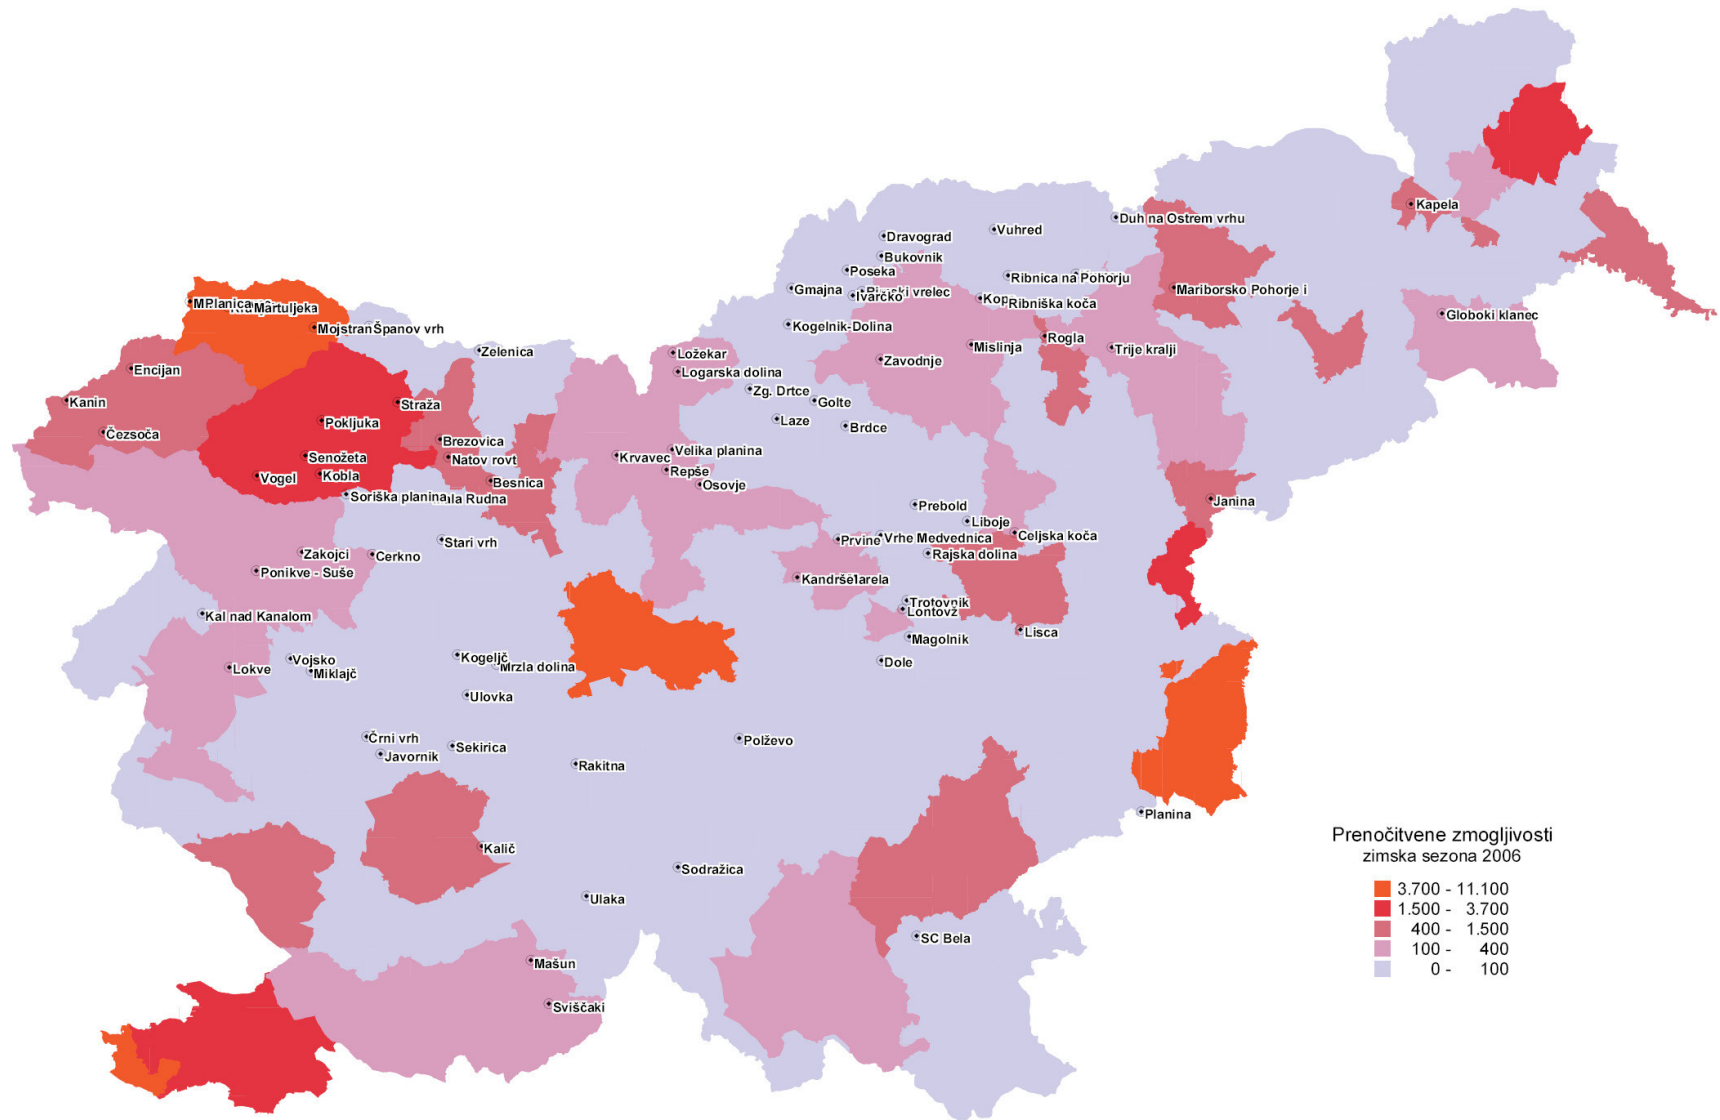 Kapela
Duh na Ostrem vrhu
Vuhred
Dravograd
Bukovnik
Poseka
Ribnica na Pohorju
Gmajna
Ivarčko
vrelec
Ribniška koča
Mariborsko Pohorje i
Planica
Martuljeka
Globoki klanec
Španov vrh
Kogelnik-Dolina
Rogla
Mislinja
Trije kralji
Zelenica
Ložekar
Zavodnje
Encijan
Logarska dolina
Zg. Drtce
Kanin
Straža
Golte
Pokljuka
Laze
Brdce
Čezsoča
Brezovica
Velika planina
Senožeta
Natov rovt
Krvavec
Vogel
Kobla
Repše
Besnica
Osovje
Soriška planina
Rudna
Janina
Prebold
Liboje
Celjska koča
Stari vrh
Prvine
Vrhe Medvednica
Zakojci
Cerkno
Rajska dolina
Ponikve - Suše
Trotovnik
Lontovž
Kal nad Kanalom
Lisca
Magolnik
Vojsko
Kogeljč
Dole
Lokve
Miklajč
Mrzla dolina
Ulovka
Črni vrh
Sekirica
Polževo
Javornik
Rakitna
Planina
Kalič
Sodražica
Ulaka
SC Bela
Mašun
Sviščaki
Prenočitvene zmogljivosti
zimska sezona 2006
3.700 - 11.100
1.500 - 3.700
400 - 1.500
100 - 400
0 - 100